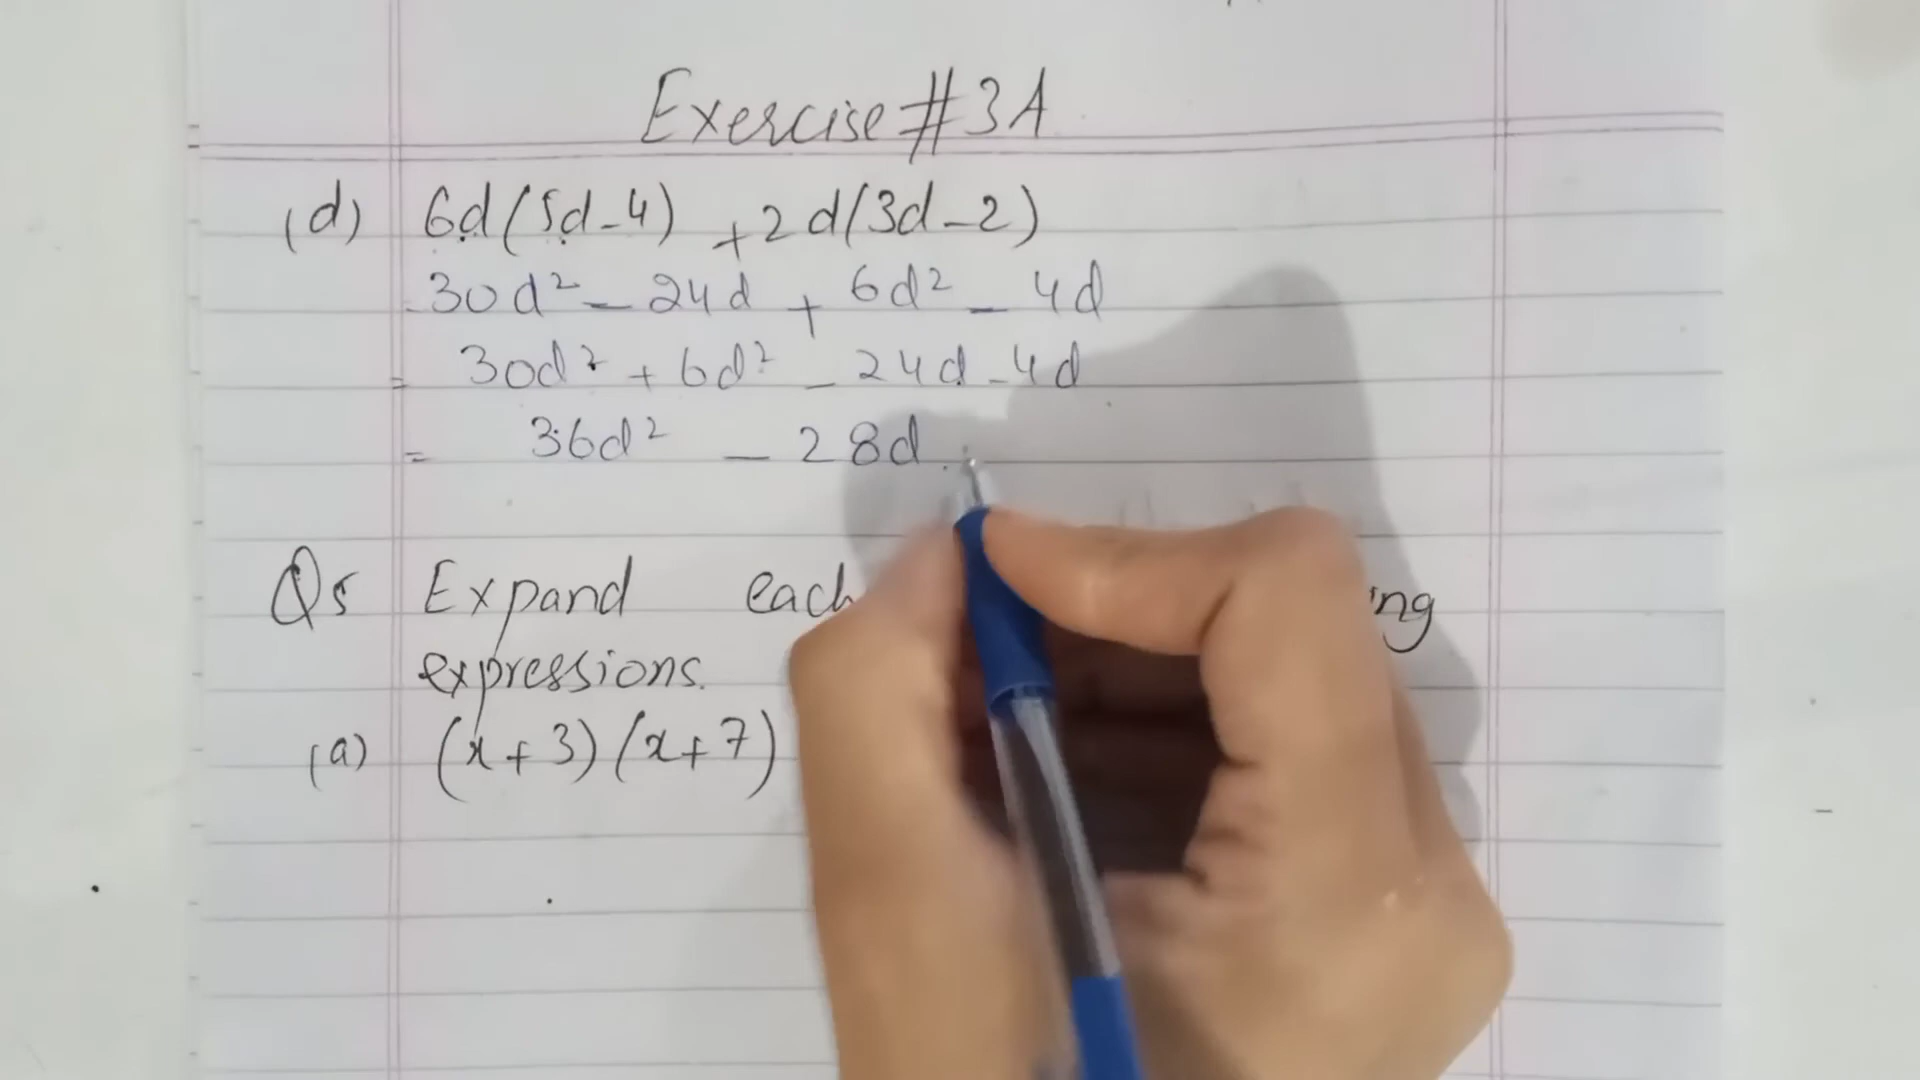 Exercise #3A
(d) 6d(5d-4) +2d(3d-2)
30d² - 24d + 6d² - 4d
= 30d² + 6d² - 24d - 4d
= 36d² - 28d.
Q5 Expand each ing
expressions.
(a) (x+3)(x+7)